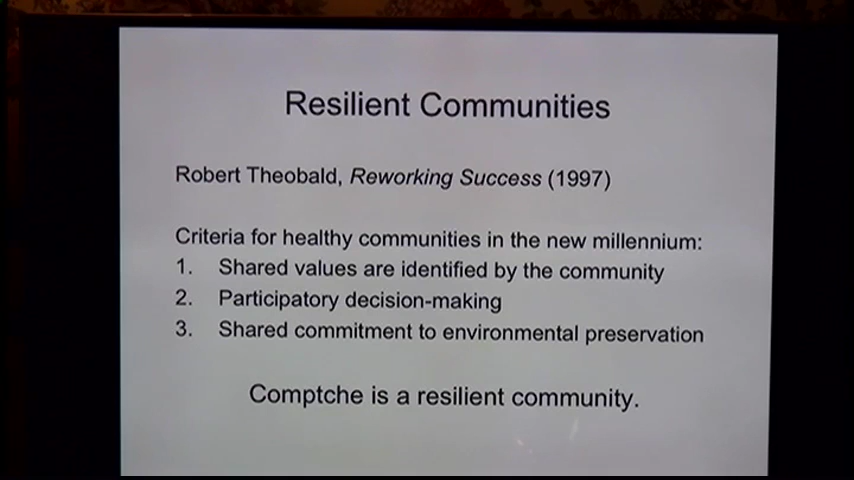 Resilient Communities
Robert Theobald, Reworking Success (1997)
Criteria for healthy communities in the new millennium:
1. Shared values are identified by the community
2. Participatory decision-making
3. Shared commitment to environmental preservation
Comptche is a resilient community.